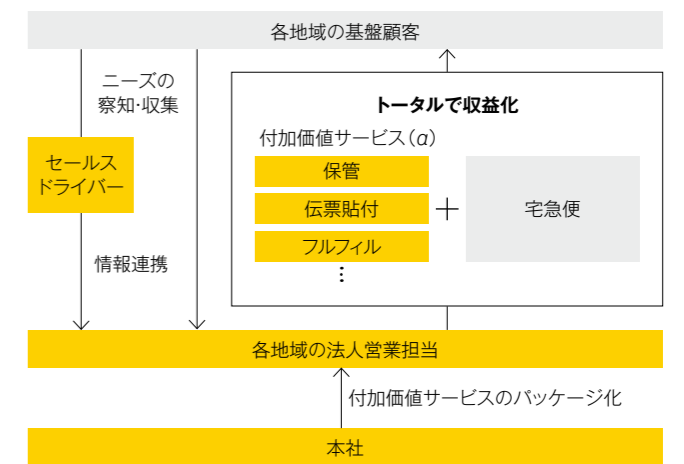 各地域の基盤顧客
ニーズの
察知・収集
セールス
ドライバー
情報連携
トータルで収益化
付加価値サービス（α）
保管
伝票貼付
フルフィル
⋮
＋
宅急便
各地域の法人営業担当
付加価値サービスのパッケージ化
本社